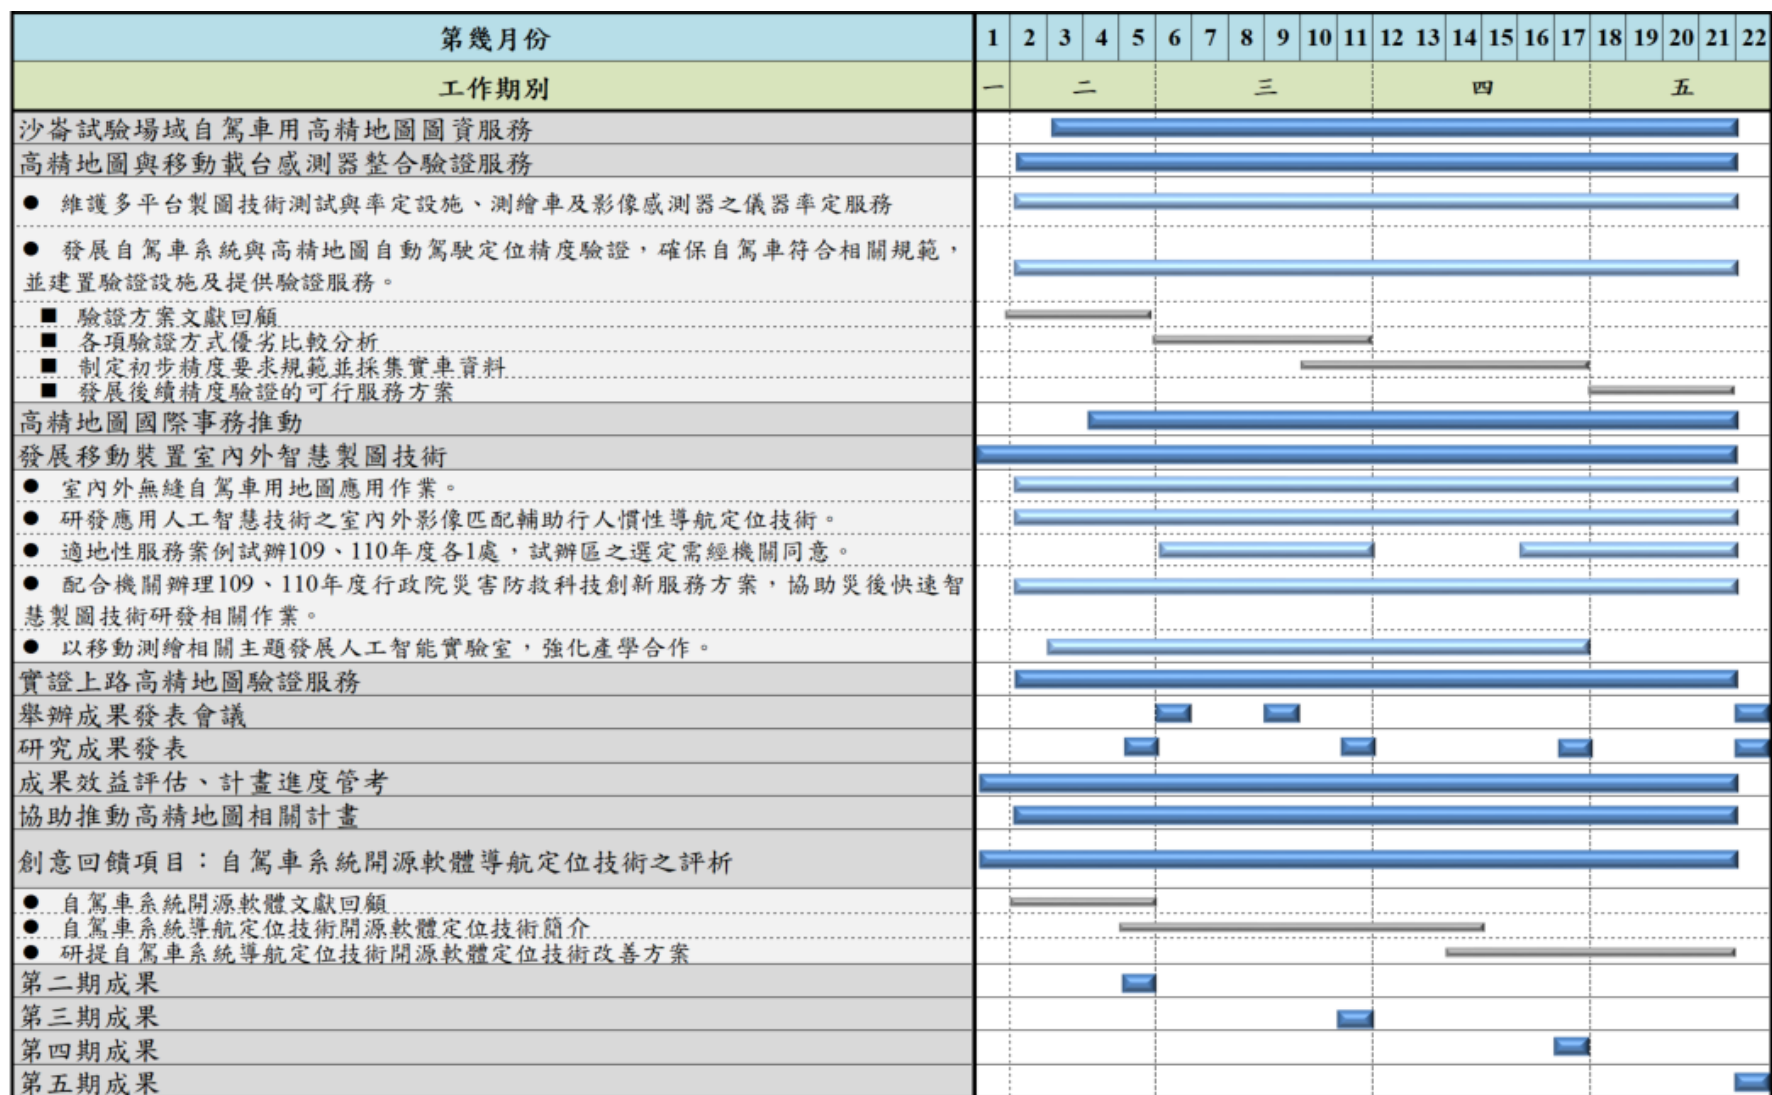 第幾月份 1 2 3 4 5 6 7 8 9 10 11 12 13 14 15 16 17 18 19 20 21 22
工作期別 一 二 三 四 五
沙崙試驗場域自駕車用高精地圖圖資服務
高精地圖與移動載台感測器整合驗證服務
● 維護多平台製圖技術測試與率定設施、測繪車及影像感測器之儀器率定服務
● 發展自駕車系統與高精地圖自動駕駛定位精度驗證,確保自駕車符合相關規範,
並建置驗證設施及提供驗證服務。
■ 驗證方案文獻回顧
■ 各項驗證方式優劣比較分析
■ 制定初步精度要求規範並採集實車資料
■ 發展後續精度驗證的可行服務方案
高精地圖國際事務推動
發展移動裝置室內外智慧製圖技術
● 室內外無縫自駕車用地圖應用作業。
● 研發應用人工智慧技術之室內外影像匹配輔助行人慣性導航定位技術。
● 適地性服務案例試辦109、110年度各1處,試辦區之選定需經機關同意。
● 配合機關辦理109、110年度行政院災害防救科技創新服務方案,協助災後快速智
慧製圖技術研發相關作業。
● 以移動測繪相關主題發展人工智能實驗室,強化產學合作。
實證上路高精地圖驗證服務
舉辦成果發表會議
研究成果發表
成果效益評估、計畫進度管考
協助推動高精地圖相關計畫
創意回饋項目:自駕車系統開源軟體導航定位技術之評析
● 自駕車系統開源軟體文獻回顧
● 自駕車系統導航定位技術開源軟體定位技術簡介
● 研提自駕車系統導航定位技術開源軟體定位技術改善方案
第二期成果
第三期成果
第四期成果
第五期成果